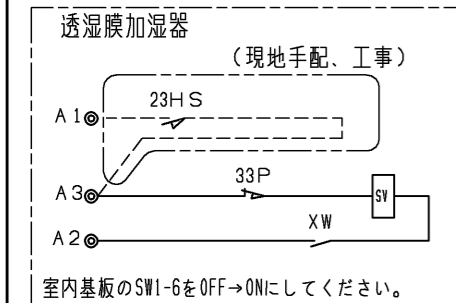 透湿膜加湿器
(現地手配、工事)
23HS
A1
33P
A3
SV
XW
A2
室内基板のSW1-6をOFF→ONにしてください。